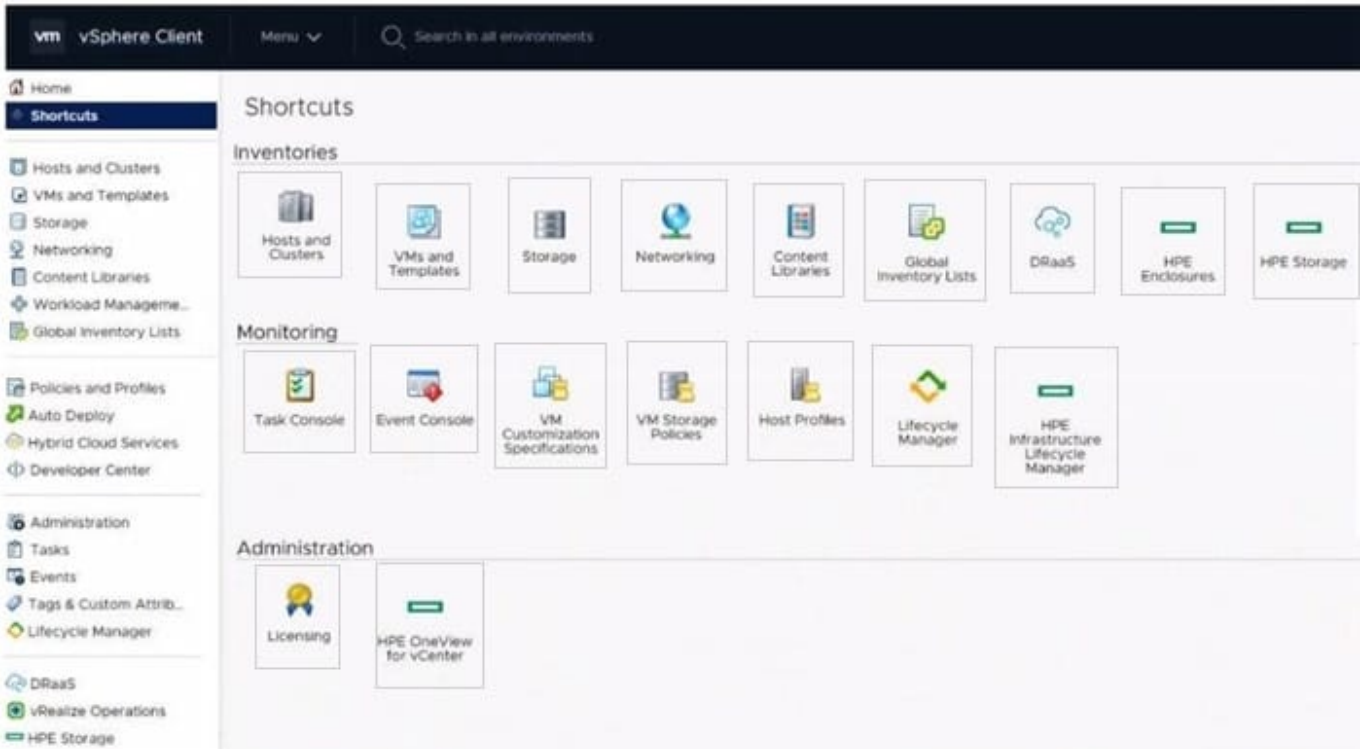 vm vSphere Client Menu Search in all environments
Home
Shortcuts
Hosts and Clusters
VMs and Templates
Storage
Networking
Content Libraries
Workload Manageme...
Global Inventory Lists
Policies and Profiles
Auto Deploy
Hybrid Cloud Services
Developer Center
Administration
Tasks
Events
Tags & Custom Attrib...
Lifecycle Manager
DRaaS
vRealize Operations
HPE Storage
Shortcuts
Inventories
Hosts and
Clusters
VMs and
Templates
Storage
Networking
Content
Libraries
Global
Inventory Lists
DRaaS
HPE
Enclosures
HPE Storage
Monitoring
Task Console
Event Console
VM
Customization
Specifications
VM Storage
Policies
Host Profiles
Lifecycle
Manager
HPE
Infrastructure
Lifecycle
Manager
Administration
Licensing
HPE OneView
for vCenter